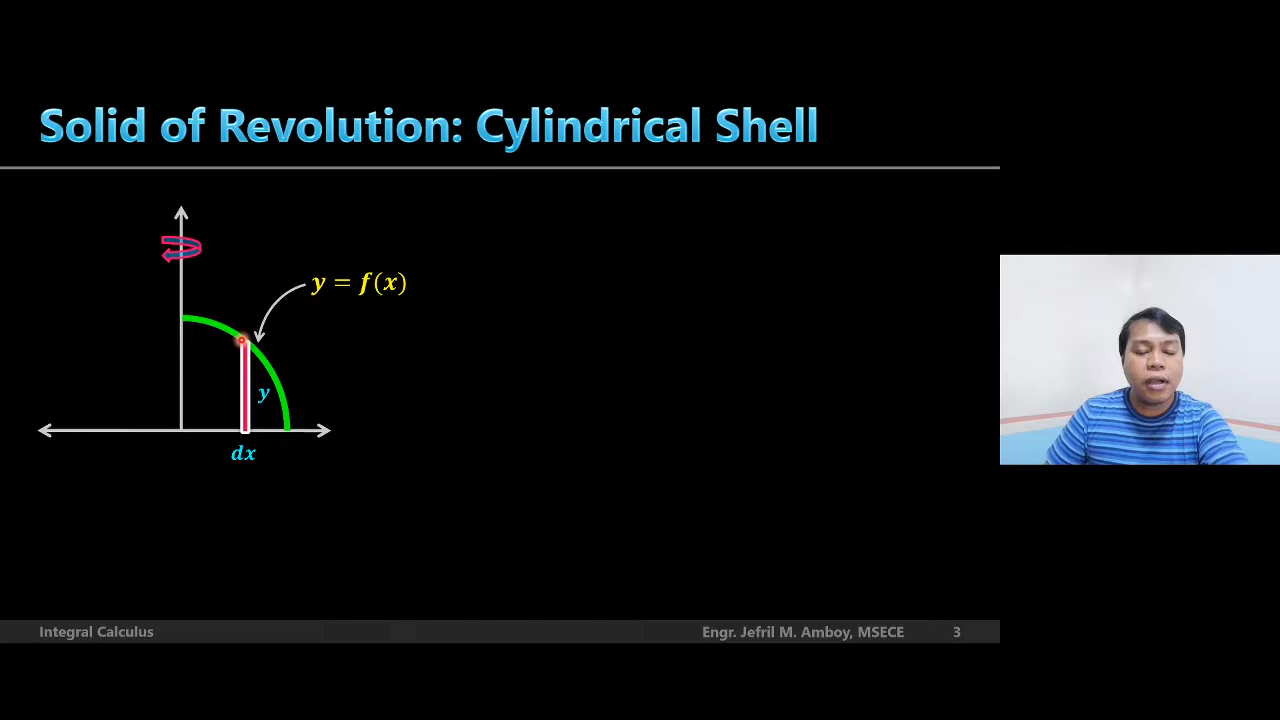 Solid of Revolution: Cylindrical Shell
y = f(x)
y
dx
Integral Calculus
Engr. Jefril M. Amboy, MSECE
3